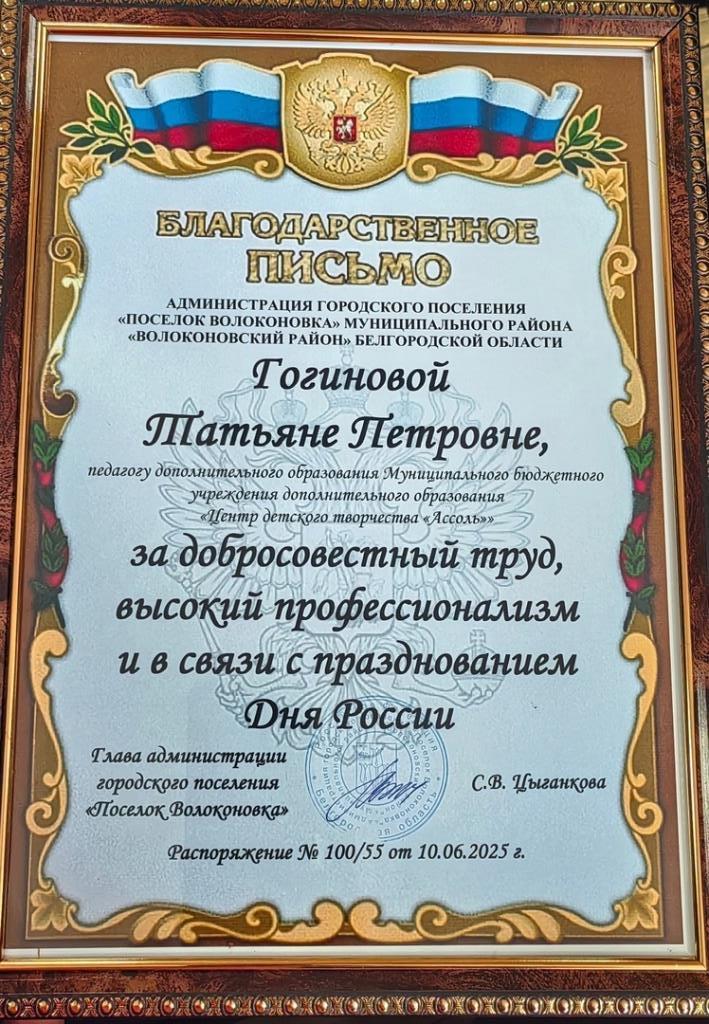 БЛАГОДАРСТВЕННОЕ
ПИСЬМО
АДМИНИСТРАЦИЯ ГОРОДСКОГО ПОСЕЛЕНИЯ
«ПОСЕЛОК ВОЛОКОНОВКА» МУНИЦИПАЛЬНОГО РАЙОНА
«ВОЛОКОНОВСКИЙ РАЙОН» БЕЛГОРОДСКОЙ ОБЛАСТИ
Гогиновой
Татьяне Петровне,
педагогу дополнительного образования Муниципального бюджетного
учреждения дополнительного образования
«Центр детского творчества «Ассоль»»
за добросовестный труд,
высокий профессионализм
и в связи с празднованием
Дня России
Глава администрации
городского поселения
«Поселок Волоконовка»
С.В. Цыганкова
Распоряжение № 100/55 от 10.06.2025 г.